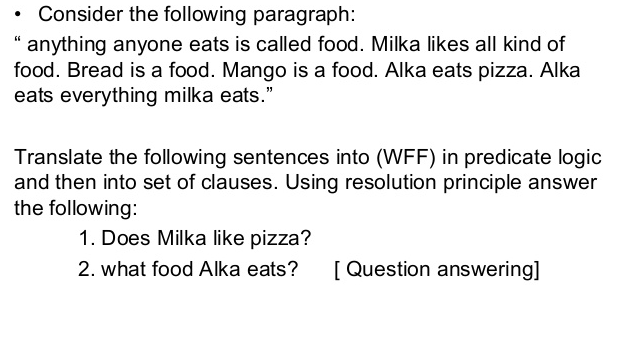 • Consider the following paragraph:
“ anything anyone eats is called food. Milka likes all kind of
food. Bread is a food. Mango is a food. Alka eats pizza. Alka
eats everything milka eats.”
Translate the following sentences into (WFF) in predicate logic
and then into set of clauses. Using resolution principle answer
the following:
1. Does Milka like pizza?
2. what food Alka eats? [ Question answering]